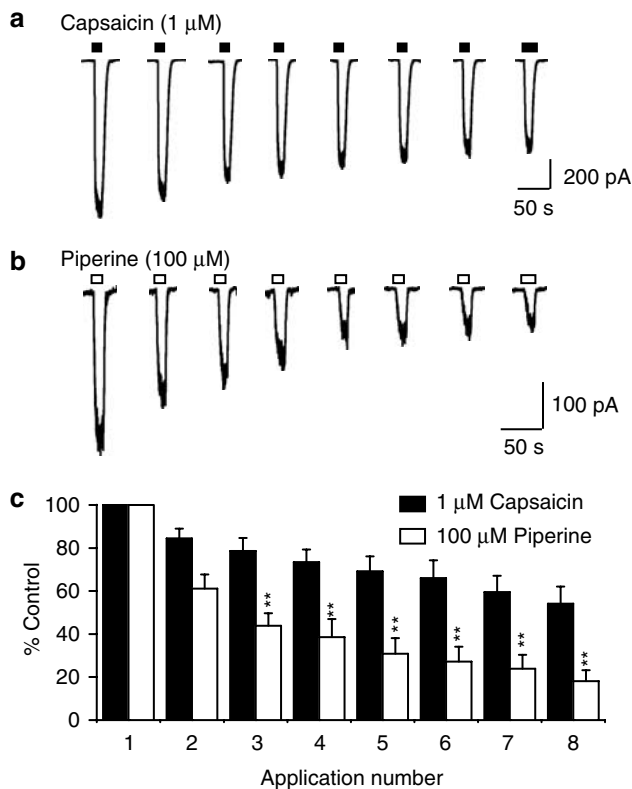 a
Capsaicin (1 μM)
200 pA
50 s
b
Piperine (100 μM)
100 pA
50 s
c
100
80
60
40
20
0
% Control
1 μM Capsaicin
100 μM Piperine
**
**
**
**
**
**
1 2 3 4 5 6 7 8
Application number